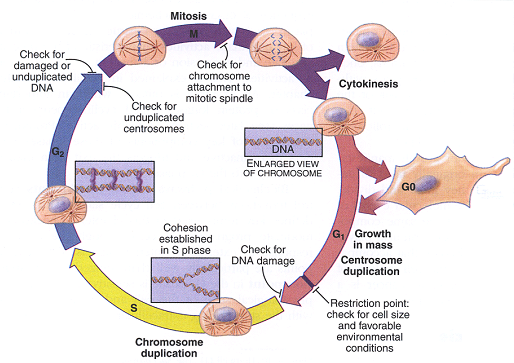 Mitosis
M
Check for
damaged or
unduplicated
DNA
Check for
chromosome
attachment to
mitotic spindle
Cytokinesis
Check for
unduplicated
centrosomes
DNA
ENLARGED VIEW
OF CHROMOSOME
G2
G0
G1
Growth
in mass
Centrosome
duplication
Cohesion
established
in S phase
Check for
DNA damage
Restriction point:
check for cell size
and favorable
environmental
conditions
S
Chromosome
duplication